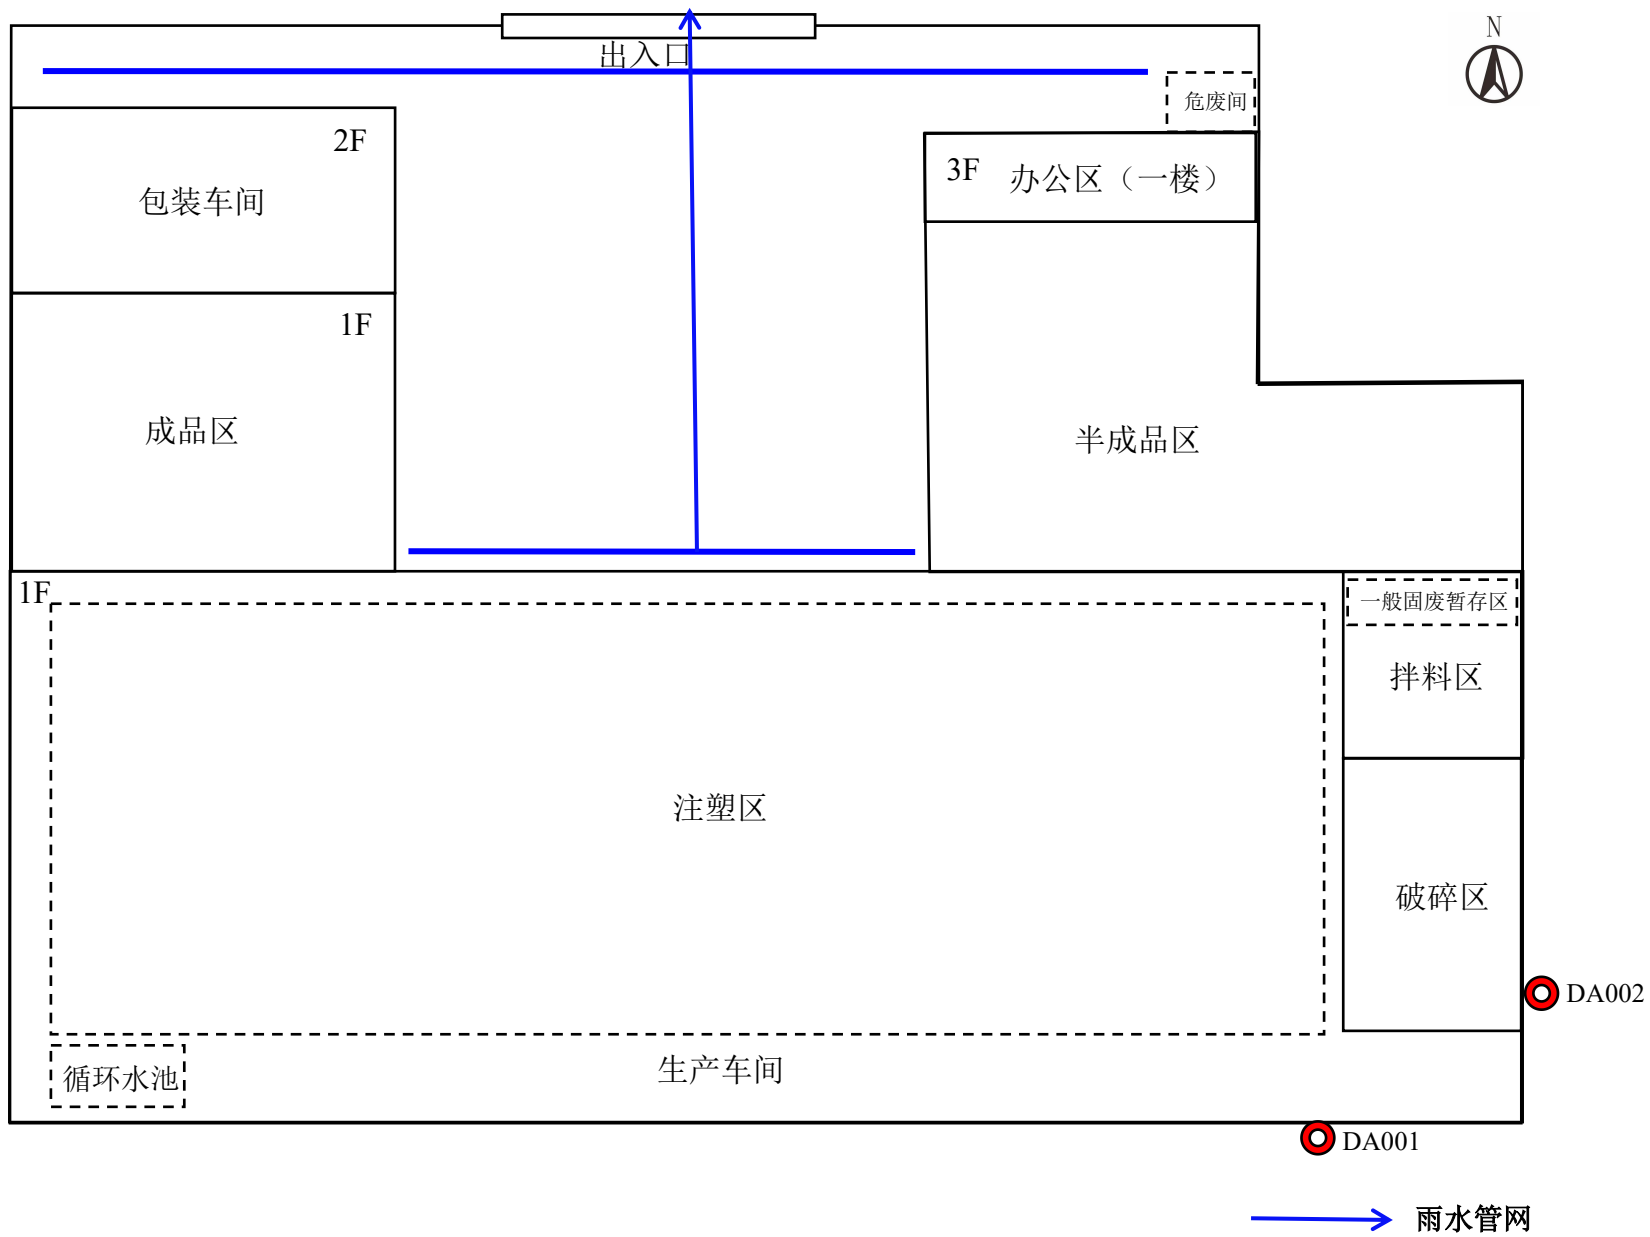 N
出入口
危废间
2F
3F 办公区（一楼）
包装车间
1F
成品区
半成品区
1F
一般固废暂存区
拌料区
注塑区
破碎区
DA002
生产车间
循环水池
DA001
雨水管网